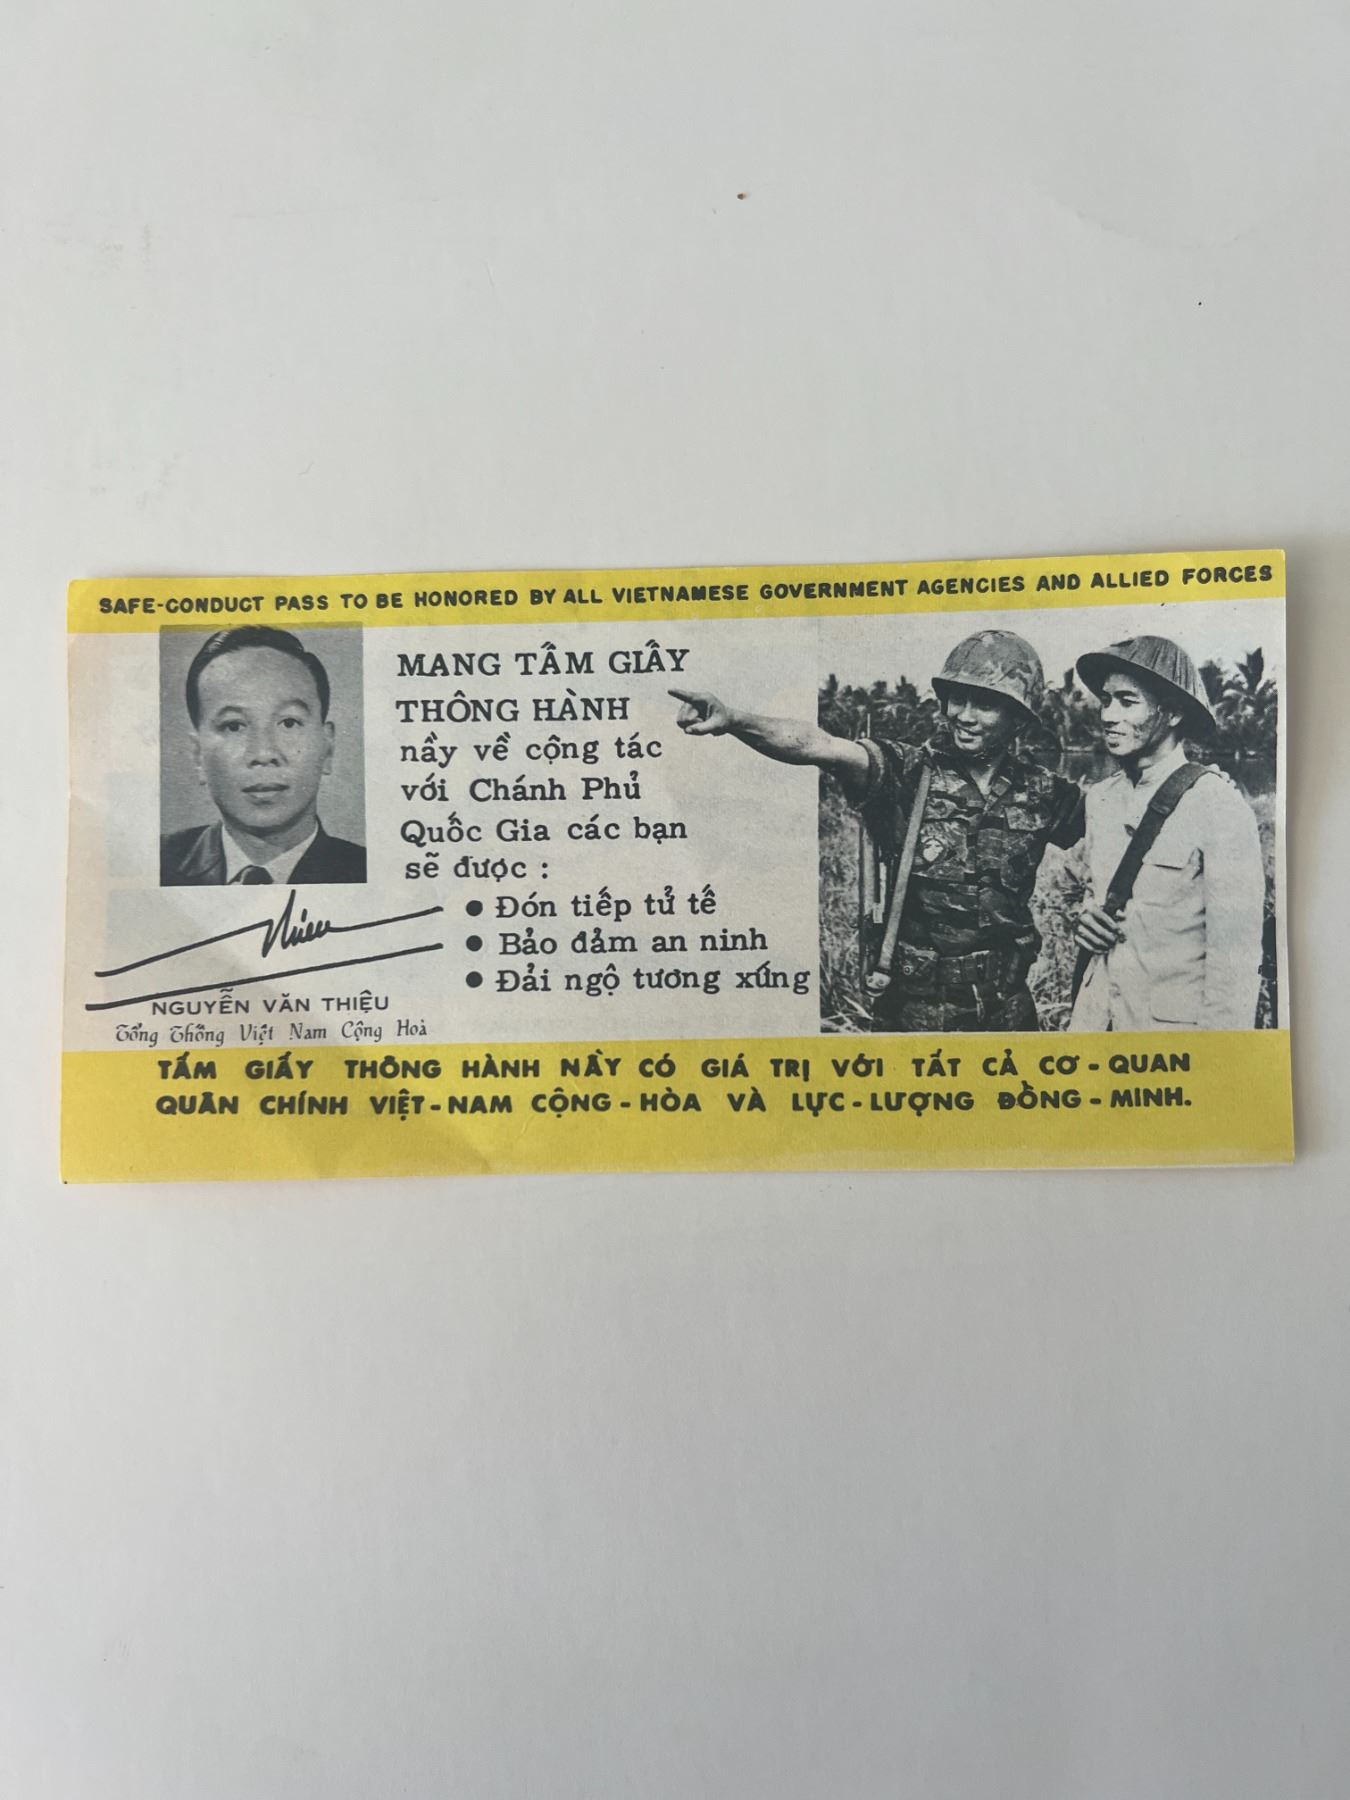 SAFE-CONDUCT PASS TO BE HONORED BY ALL VIETNAMESE GOVERNMENT AGENCIES AND ALLIED FORCES
MANG TẤM GIẤY
THÔNG HÀNH
nầy về cộng tác
với Chánh Phủ
Quốc Gia các bạn
sẽ được :
● Đón tiếp tử tế
● Bảo đảm an ninh
● Đải ngộ tương xứng
Thieu
NGUYỄN VĂN THIỆU
Tổng Thống Việt Nam Cộng Hoà
TẤM GIẤY THÔNG HÀNH NẦY CÓ GIÁ TRỊ VỚI TẤT CẢ CƠ - QUAN
QUÂN CHÍNH VIỆT - NAM CỘNG - HÒA VÀ LỰC - LƯỢNG ĐỒNG - MINH.